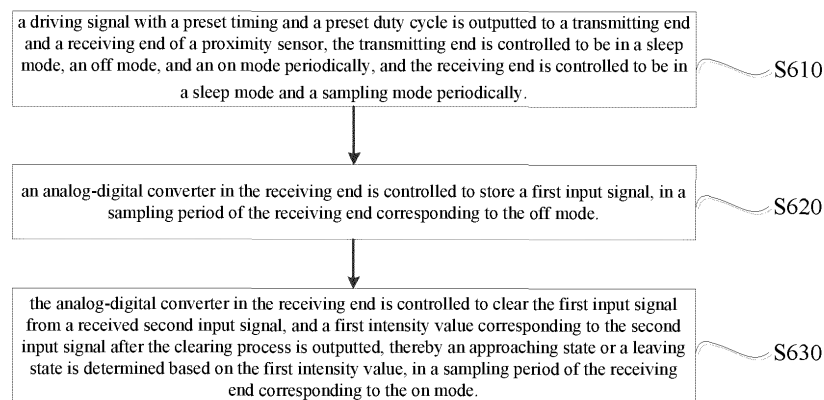 a driving signal with a preset timing and a preset duty cycle is outputted to a transmitting end
and a receiving end of a proximity sensor, the transmitting end is controlled to be in a sleep
mode, an off mode, and an on mode periodically, and the receiving end is controlled to be in
a sleep mode and a sampling mode periodically.
S610
an analog-digital converter in the receiving end is controlled to store a first input signal, in a
sampling period of the receiving end corresponding to the off mode.
S620
the analog-digital converter in the receiving end is controlled to clear the first input signal
from a received second input signal, and a first intensity value corresponding to the second
input signal after the clearing process is outputted, thereby an approaching state or a leaving
state is determined based on the first intensity value, in a sampling period of the receiving
end corresponding to the on mode.
S630